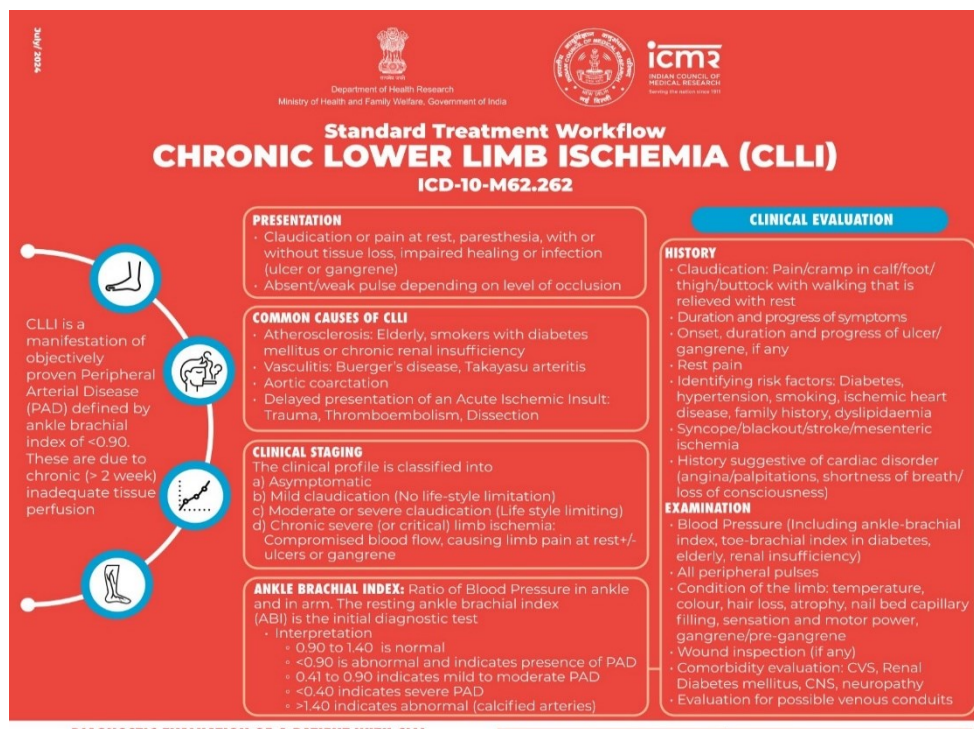 July/ 2024
Department of Health Research
Ministry of Health and Family Welfare, Government of India
icmr
INDIAN COUNCIL OF
MEDICAL RESEARCH
Serving the nation since 1911
Standard Treatment Workflow
CHRONIC LOWER LIMB ISCHEMIA (CLLI)
ICD-10-M62.262
CLLI is a
manifestation of
objectively
proven Peripheral
Arterial Disease
(PAD) defined by
ankle brachial
index of <0.90.
These are due to
chronic (> 2 week)
inadequate tissue
perfusion
PRESENTATION
· Claudication or pain at rest, paresthesia, with or
without tissue loss, impaired healing or infection
(ulcer or gangrene)
· Absent/weak pulse depending on level of occlusion
COMMON CAUSES OF CLLI
· Atherosclerosis: Elderly, smokers with diabetes
mellitus or chronic renal insufficiency
· Vasculitis: Buerger's disease, Takayasu arteritis
· Aortic coarctation
· Delayed presentation of an Acute Ischemic Insult:
Trauma, Thromboembolism, Dissection
CLINICAL STAGING
The clinical profile is classified into
a) Asymptomatic
b) Mild claudication (No life-style limitation)
c) Moderate or severe claudication (Life style limiting)
d) Chronic severe (or critical) limb ischemia:
Compromised blood flow, causing limb pain at rest+/-
ulcers or gangrene
ANKLE BRACHIAL INDEX: Ratio of Blood Pressure in ankle
and in arm. The resting ankle brachial index
(ABI) is the initial diagnostic test
· Interpretation
◦ 0.90 to 1.40 is normal
◦ <0.90 is abnormal and indicates presence of PAD
◦ 0.41 to 0.90 indicates mild to moderate PAD
◦ <0.40 indicates severe PAD
◦ >1.40 indicates abnormal (calcified arteries)
CLINICAL EVALUATION
HISTORY
· Claudication: Pain/cramp in calf/foot/
thigh/buttock with walking that is
relieved with rest
· Duration and progress of symptoms
· Onset, duration and progress of ulcer/
gangrene, if any
· Rest pain
· Identifying risk factors: Diabetes,
hypertension, smoking, ischemic heart
disease, family history, dyslipidaemia
· Syncope/blackout/stroke/mesenteric
ischemia
· History suggestive of cardiac disorder
(angina/palpitations, shortness of breath/
loss of consciousness)
EXAMINATION
· Blood Pressure (Including ankle-brachial
index, toe-brachial index in diabetes,
elderly, renal insufficiency)
· All peripheral pulses
· Condition of the limb: temperature,
colour, hair loss, atrophy, nail bed capillary
filling, sensation and motor power,
gangrene/pre-gangrene
· Wound inspection (if any)
· Comorbidity evaluation: CVS, Renal
Diabetes mellitus, CNS, neuropathy
· Evaluation for possible venous conduits